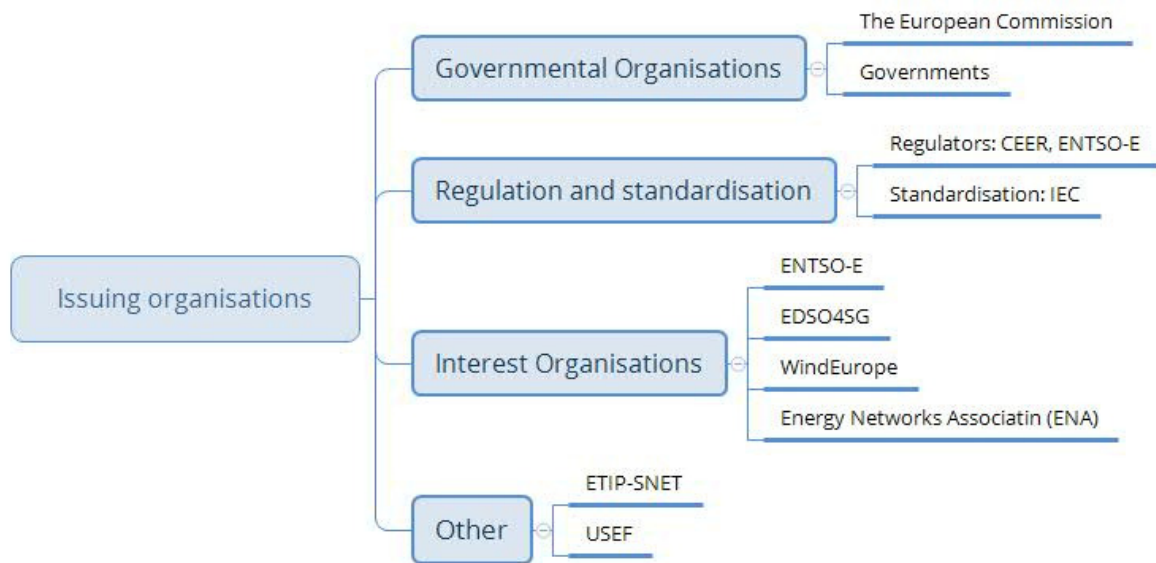 Issuing organisations
Governmental Organisations
The European Commission
Governments
Regulation and standardisation
Regulators: CEER, ENTSO-E
Standardisation: IEC
Interest Organisations
ENTSO-E
EDSO4SG
WindEurope
Energy Networks Associatin (ENA)
Other
ETIP-SNET
USEF